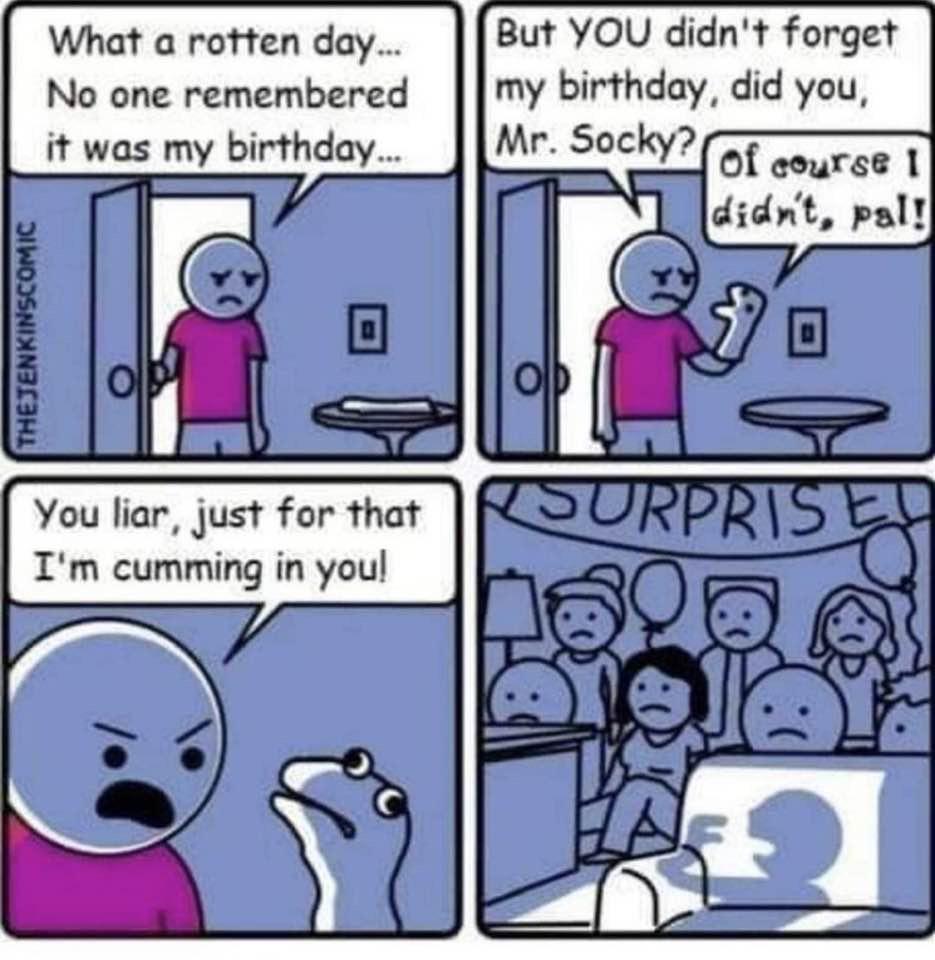 What a rotten day...
No one remembered
it was my birthday...
THEJENKINSCOMIC
But YOU didn't forget
my birthday, did you,
Mr. Socky?
Of course I
didn't, pal!
You liar, just for that
I'm cumming in you!
SURPRISE